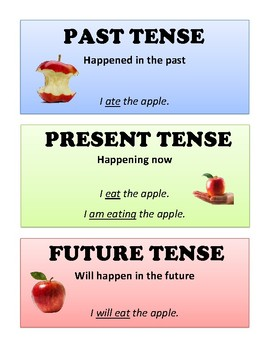 PAST TENSE
Happened in the past
I ate the apple.
PRESENT TENSE
Happening now
I eat the apple.
I am eating the apple.
FUTURE TENSE
Will happen in the future
I will eat the apple.